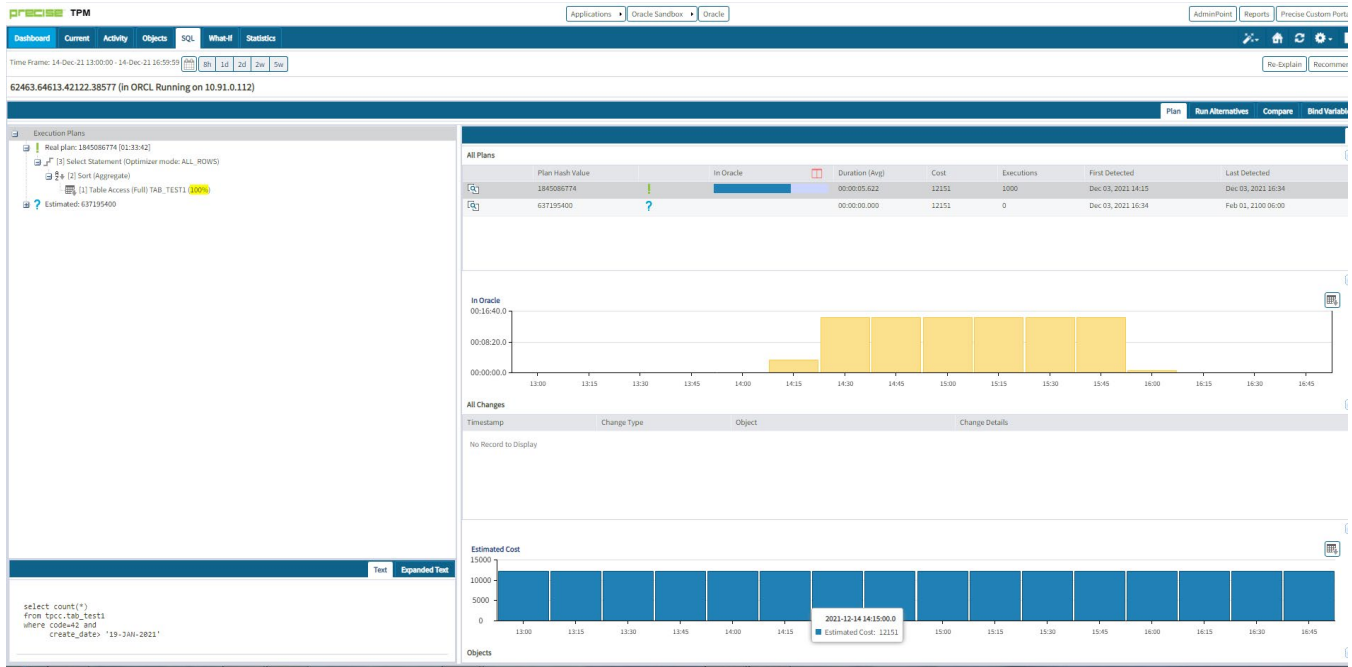 precise TPM
Applications Oracle Sandbox Oracle
AdminPoint Reports Precise Custom Porta
Dashboard Current Activity Objects SQL What-If Statistics
Time Frame: 14-Dec-21 13:00:00 - 14-Dec-21 16:59:59 8h 1d 2d 2w 5w
Re-Explain Recommen
62463.64613.42122.38577 (in ORCL Running on 10.91.0.112)
Plan Run Alternatives Compare Bind Variable
Execution Plans
Real plan: 1845086774 [01:33:42]
[3] Select Statement (Optimizer mode: ALL_ROWS)
[2] Sort (Aggregate)
[1] Table Access (Full) TAB_TEST1 (100%)
? Estimated: 637195400
All Plans
Plan Hash Value In Oracle Duration (Avg) Cost Executions First Detected Last Detected
1845086774 ! 00:00:05.622 12151 1000 Dec 03, 2021 14:15 Dec 03, 2021 16:34
637195400 ? 00:00:00.000 12151 0 Dec 03, 2021 16:34 Feb 01, 2100 06:00
In Oracle
00:16:40.0
00:08:20.0
00:00:00.0
13:00 13:15 13:30 13:45 14:00 14:15 14:30 14:45 15:00 15:15 15:30 15:45 16:00 16:15 16:30 16:45
All Changes
Timestamp Change Type Object Change Details
No Record to Display
Estimated Cost
15000
10000
5000
0
13:00 13:15 13:30 13:45 14:00 14:15 15:00 15:15 15:30 15:45 16:00 16:15 16:30 16:45
2021-12-14 14:15:00.0
Estimated Cost: 12151
Objects
Text Expanded Text
select count(*)
from tpcc.tab_test1
where code=42 and
create_date> '19-JAN-2021'